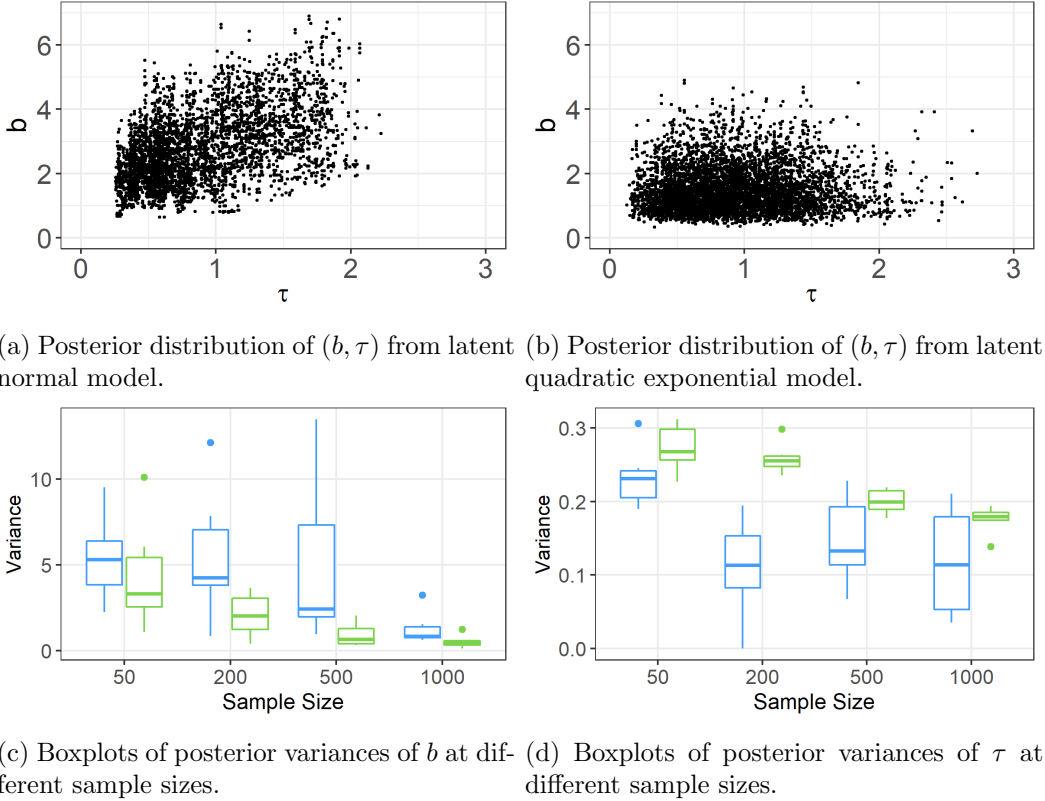 6
4
2
0
b
0 1 2 3
τ
6
4
2
0
b
0 1 2 3
τ
(a) Posterior distribution of (b, τ) from latent
normal model.
(b) Posterior distribution of (b, τ) from latent
quadratic exponential model.
10
5
0
Variance
50 200 500 1000
Sample Size
0.3
0.2
0.1
0.0
Variance
50 200 500 1000
Sample Size
(c) Boxplots of posterior variances of b at dif-
ferent sample sizes.
(d) Boxplots of posterior variances of τ at
different sample sizes.